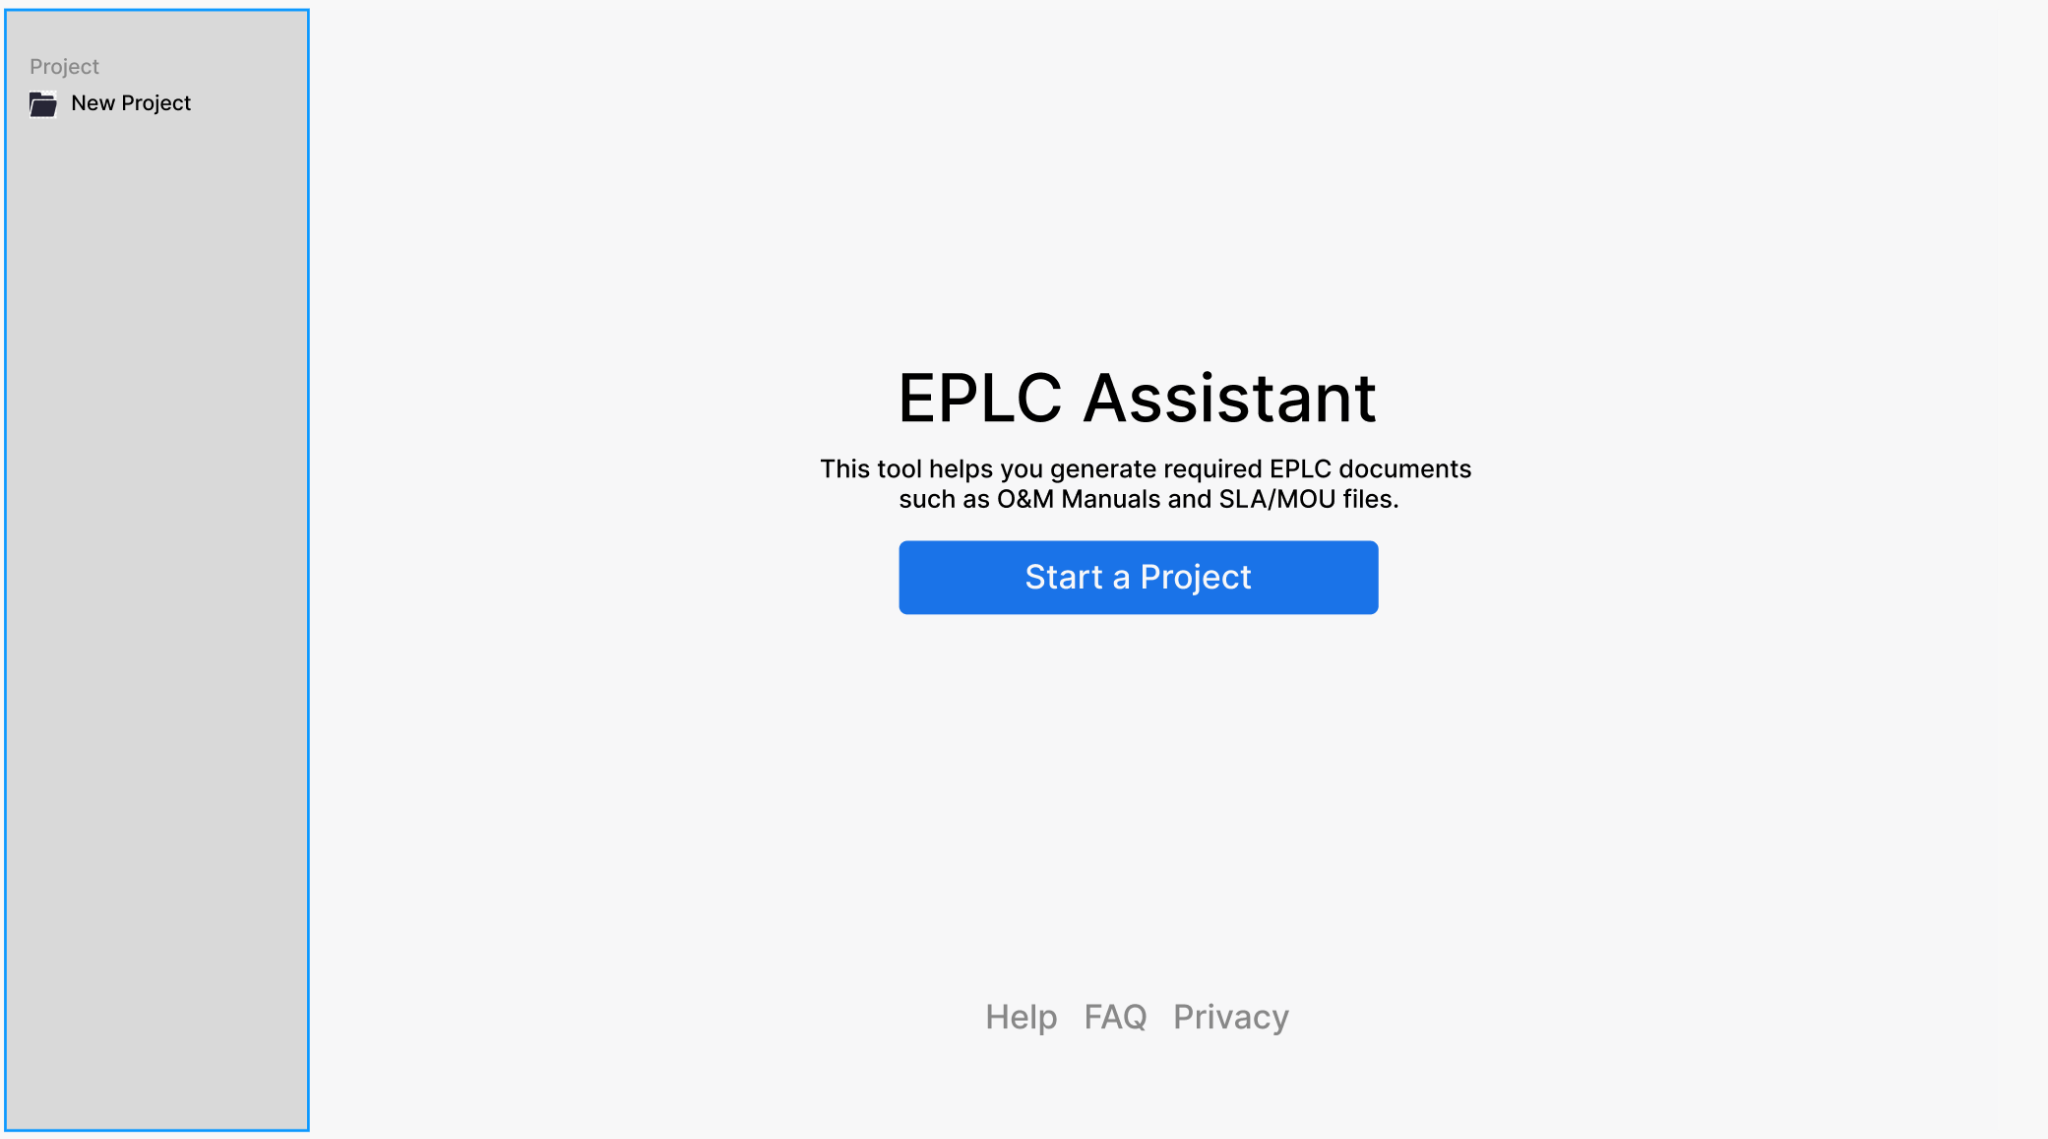 Project
New Project
EPLC Assistant
This tool helps you generate required EPLC documents
such as O&M Manuals and SLA/MOU files.
Start a Project
Help FAQ Privacy